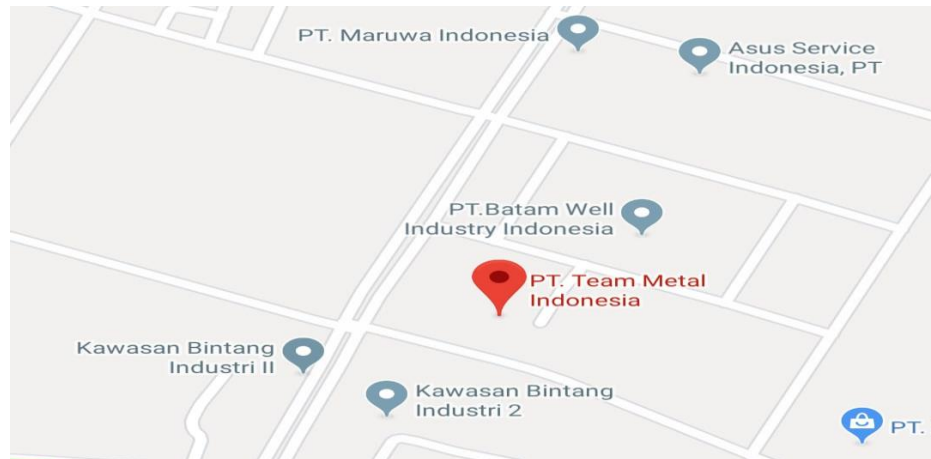 PT. Maruwa Indonesia
Asus Service
Indonesia, PT
PT.Batam Well
Industry Indonesia
PT. Team Metal
Indonesia
Kawasan Bintang
Industri II
Kawasan Bintang
Industri 2
PT.